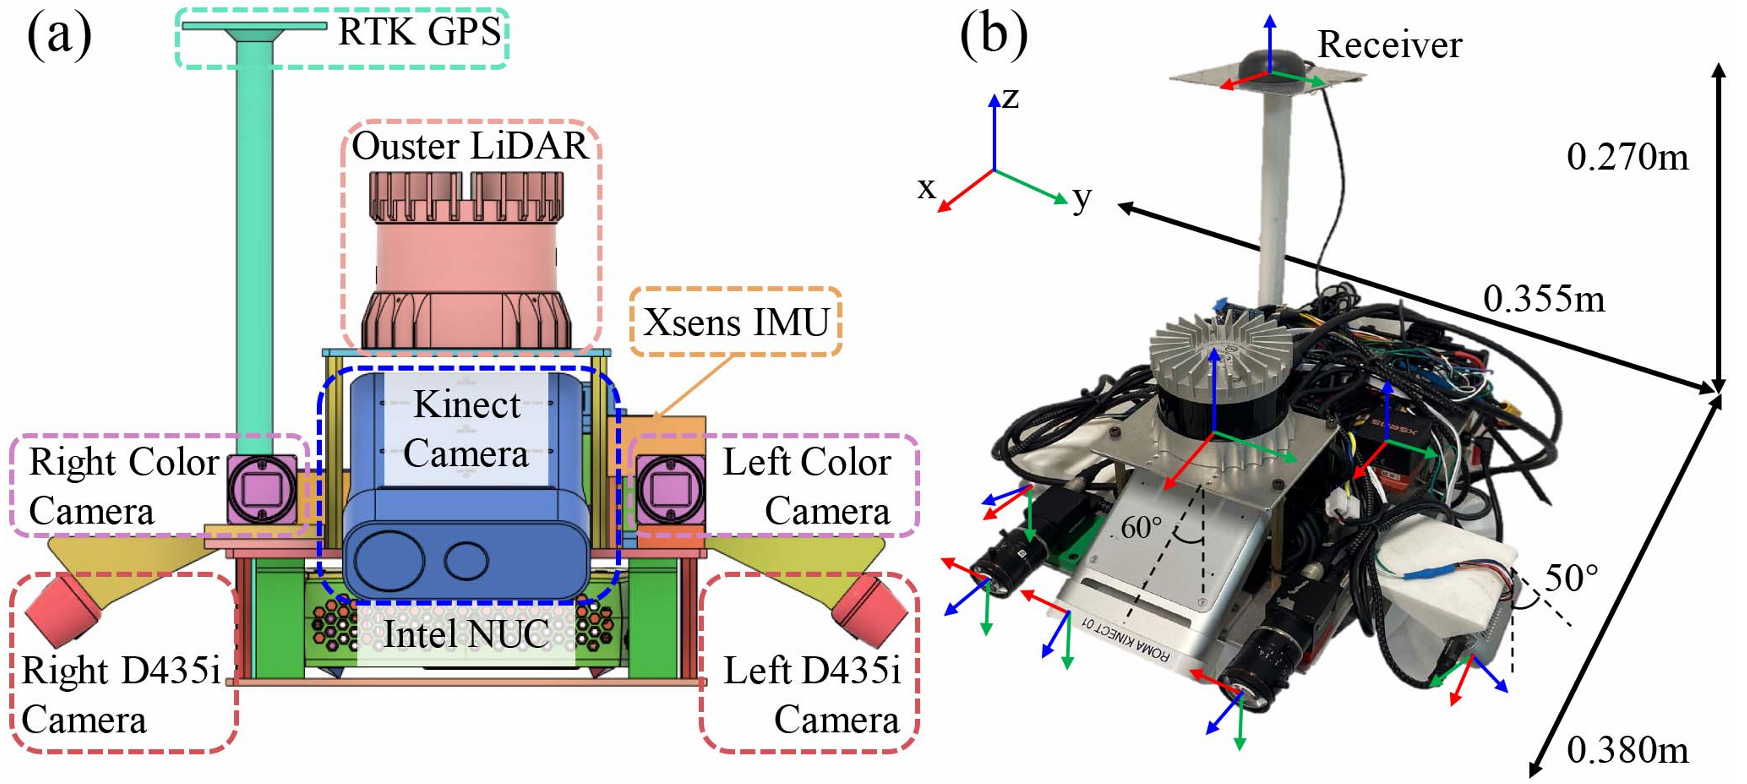 (a)
RTK GPS
Ouster LiDAR
Xsens IMU
Kinect
Camera
Right Color
Camera
Left Color
Camera
Intel NUC
Right D435i
Camera
Left D435i
Camera
(b)
Receiver
z
x
y
0.270m
0.355m
60°
50°
ROMA KINECT 01
0.380m